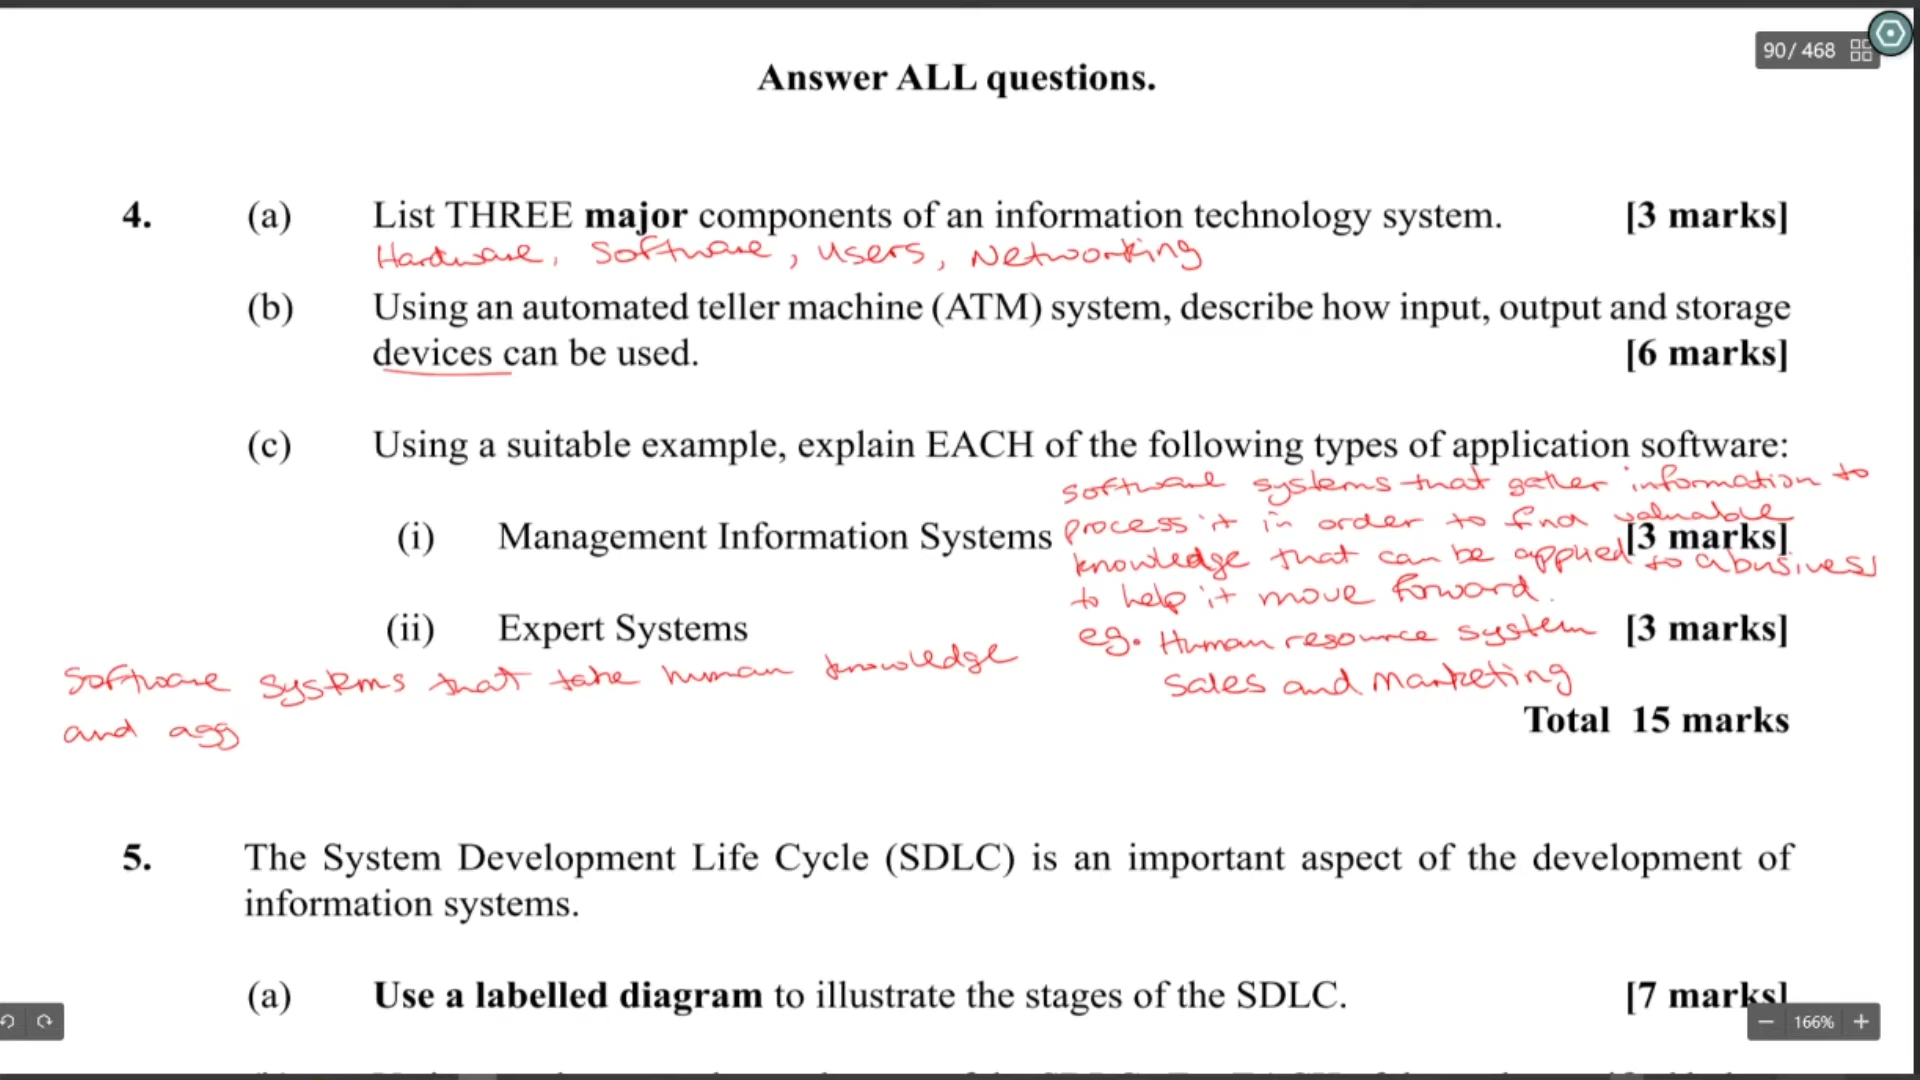 90/ 468
Answer ALL questions.
4. (a) List THREE major components of an information technology system. [3 marks]
Hardware, Software, Users, Networking
(b) Using an automated teller machine (ATM) system, describe how input, output and storage
devices can be used. [6 marks]
(c) Using a suitable example, explain EACH of the following types of application software:
software systems that gather information to
process it in order to find valuable
(i) Management Information Systems [3 marks]
knowledge that can be applied to a business
to help it move forward.
(ii) Expert Systems [3 marks]
eg. Human resource system
sales and marketing
software systems that take human knowledge
and agg
Total 15 marks
5. The System Development Life Cycle (SDLC) is an important aspect of the development of
information systems.
(a) Use a labelled diagram to illustrate the stages of the SDLC. [7 marks]
166%